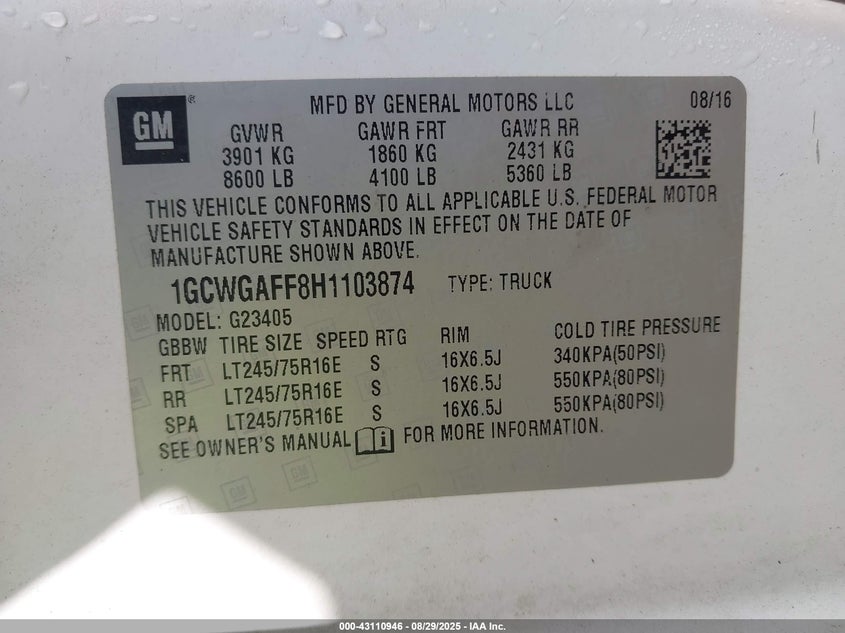 GM ®
MFD BY GENERAL MOTORS LLC 08/16
GVWR GAWR FRT GAWR RR
3901 KG 1860 KG 2431 KG
8600 LB 4100 LB 5360 LB
THIS VEHICLE CONFORMS TO ALL APPLICABLE U.S. FEDERAL MOTOR
VEHICLE SAFETY STANDARDS IN EFFECT ON THE DATE OF
MANUFACTURE SHOWN ABOVE.
1GCWGAFF8H1103874 TYPE: TRUCK
MODEL: G23405
GBBW TIRE SIZE SPEED RTG RIM COLD TIRE PRESSURE
FRT LT245/75R16E S 16X6.5J 340KPA(50PSI)
RR LT245/75R16E S 16X6.5J 550KPA(80PSI)
SPA LT245/75R16E S 16X6.5J 550KPA(80PSI)
SEE OWNER'S MANUAL i FOR MORE INFORMATION.
000-43110946 - 08/29/2025 - IAA Inc.